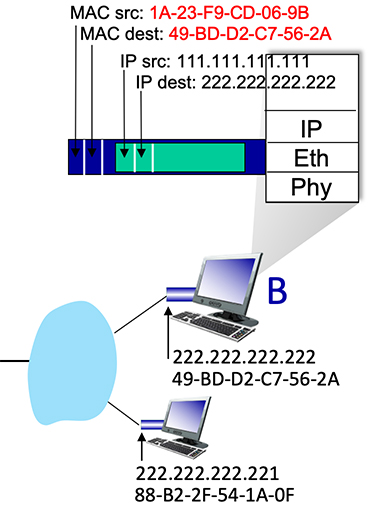 MAC src: 1A-23-F9-CD-06-9B
MAC dest: 49-BD-D2-C7-56-2A
IP src: 111.111.111.111
IP dest: 222.222.222.222
IP
Eth
Phy
B
222.222.222.222
49-BD-D2-C7-56-2A
222.222.222.221
88-B2-2F-54-1A-0F